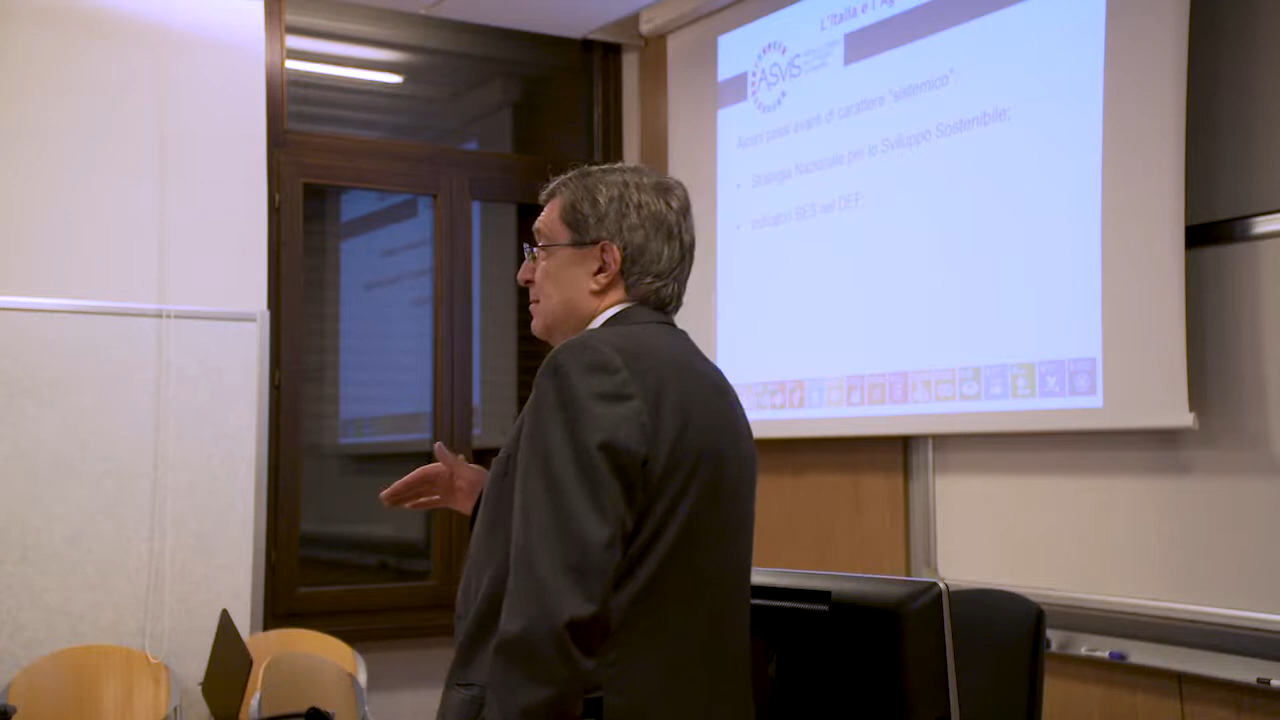 L'Italia e l'Ag
ASviS
Alcuni passi avanti di carattere "sistemico":
• Strategia Nazionale per lo Sviluppo Sostenibile;
• Indicatori BES nel DEF;